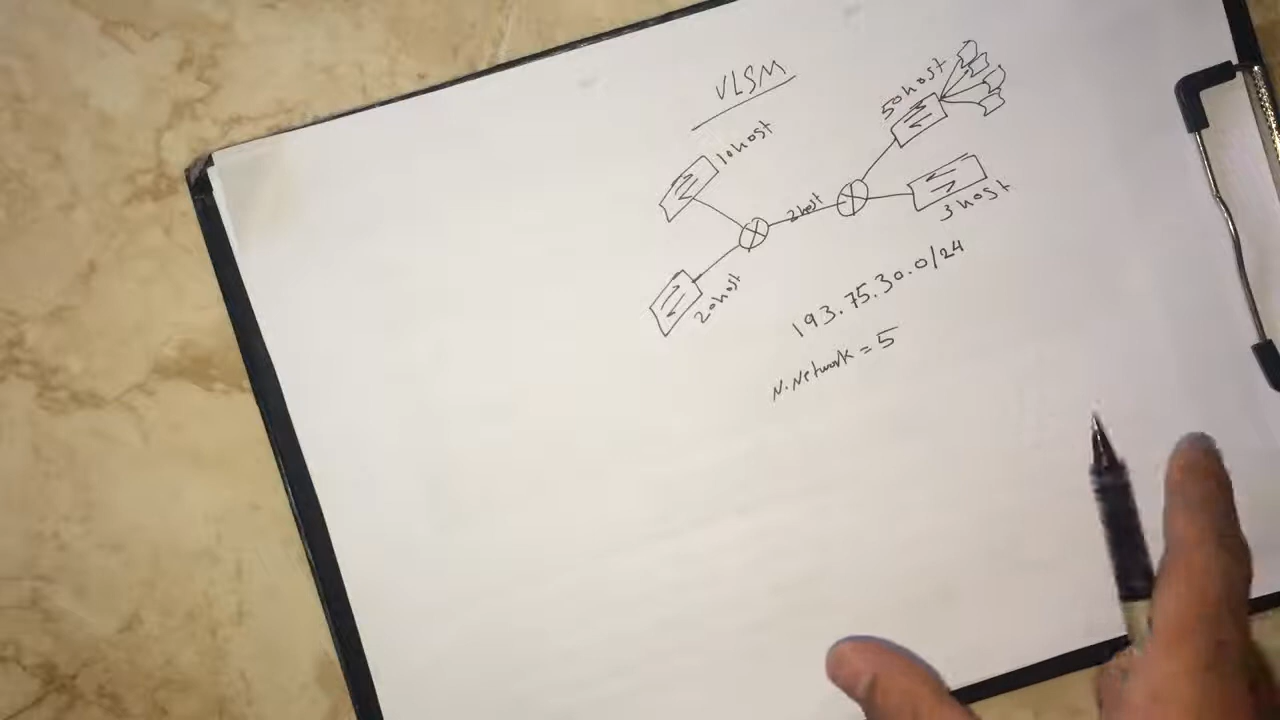 VLSM
50host
10host
2host
3host
20host
193.75.30.0/24
N.Network = 5